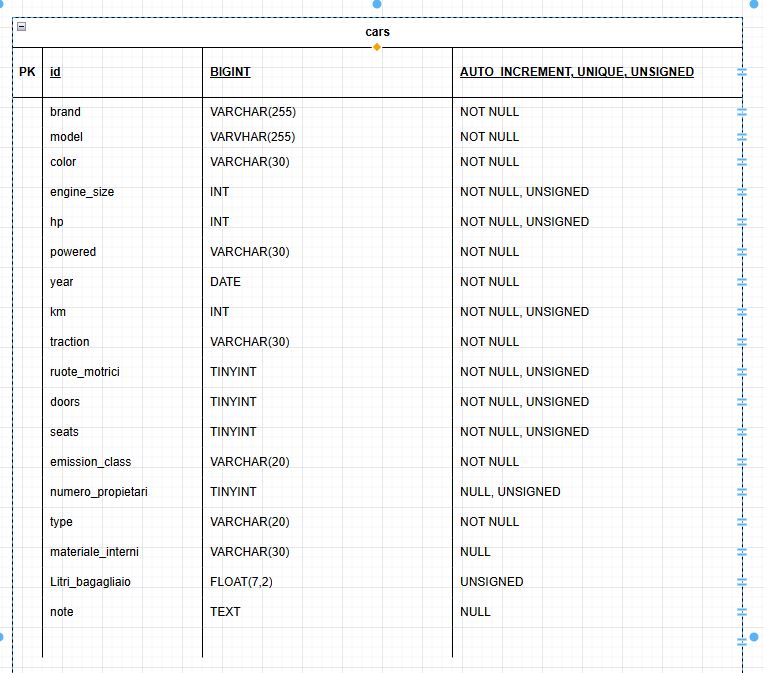 cars
PK id BIGINT AUTO_INCREMENT, UNIQUE, UNSIGNED
brand VARCHAR(255) NOT NULL
model VARVHAR(255) NOT NULL
color VARCHAR(30) NOT NULL
engine_size INT NOT NULL, UNSIGNED
hp INT NOT NULL, UNSIGNED
powered VARCHAR(30) NOT NULL
year DATE NOT NULL
km INT NOT NULL, UNSIGNED
traction VARCHAR(30) NOT NULL
ruote_motrici TINYINT NOT NULL, UNSIGNED
doors TINYINT NOT NULL, UNSIGNED
seats TINYINT NOT NULL, UNSIGNED
emission_class VARCHAR(20) NOT NULL
numero_propietari TINYINT NULL, UNSIGNED
type VARCHAR(20) NOT NULL
materiale_interni VARCHAR(30) NULL
Litri_bagagliaio FLOAT(7,2) UNSIGNED
note TEXT NULL